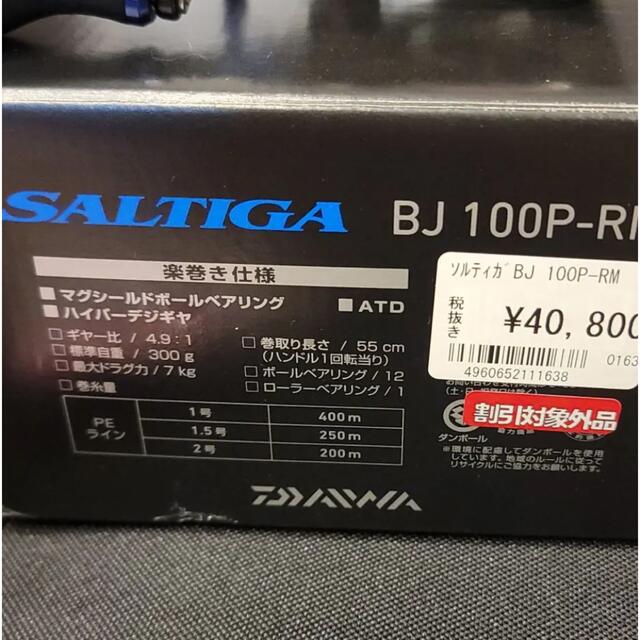 SALTIGA
BJ 100P-RM
楽巻き仕様
■マグシールドボールベアリング
■ATD
■ハイパーデジギヤ
□ギヤー比 / 4.9:1
□標準自重 / 300g
□最大ドラグ力 / 7kg
□巻糸量
□巻取り長さ / 55cm
(ハンドル1回転当り)
□ボールベアリング / 12
□ローラーベアリング / 1
PE
ライン
1号 400m
1.5号 250m
2号 200m
DAIWA
ソルティガBJ 100P-RM
税抜き
¥40,800
0163
4960652111638
割引対象外品
ダンボール
※環境に配慮してダンボールを使用
しています。地域のルールに従って
リサイクルにご協力をお願いします。